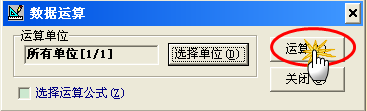 数据运算
运算单位
所有单位[1/1]
选择单位(D)
运算
关闭
选择运算公式(Z)